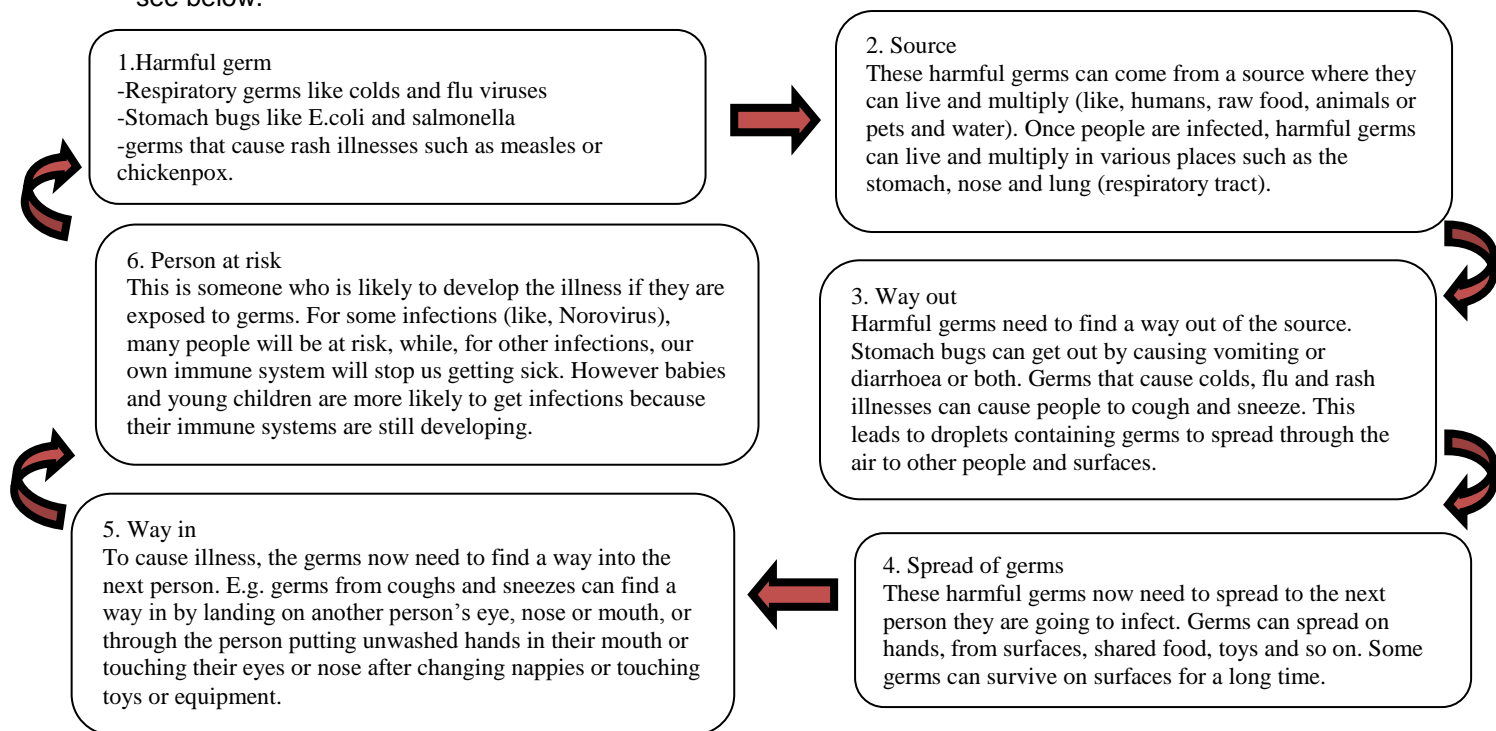 see below.
1.Harmful germ
-Respiratory germs like colds and flu viruses
-Stomach bugs like E.coli and salmonella
-germs that cause rash illnesses such as measles or
chickenpox.
2. Source
These harmful germs can come from a source where they
can live and multiply (like, humans, raw food, animals or
pets and water). Once people are infected, harmful germs
can live and multiply in various places such as the
stomach, nose and lung (respiratory tract).
3. Way out
Harmful germs need to find a way out of the source.
Stomach bugs can get out by causing vomiting or
diarrhoea or both. Germs that cause colds, flu and rash
illnesses can cause people to cough and sneeze. This
leads to droplets containing germs to spread through the
air to other people and surfaces.
4. Spread of germs
These harmful germs now need to spread to the next
person they are going to infect. Germs can spread on
hands, from surfaces, shared food, toys and so on. Some
germs can survive on surfaces for a long time.
5. Way in
To cause illness, the germs now need to find a way into the
next person. E.g. germs from coughs and sneezes can find a
way in by landing on another person’s eye, nose or mouth, or
through the person putting unwashed hands in their mouth or
touching their eyes or nose after changing nappies or touching
toys or equipment.
6. Person at risk
This is someone who is likely to develop the illness if they are
exposed to germs. For some infections (like, Norovirus),
many people will be at risk, while, for other infections, our
own immune system will stop us getting sick. However babies
and young children are more likely to get infections because
their immune systems are still developing.